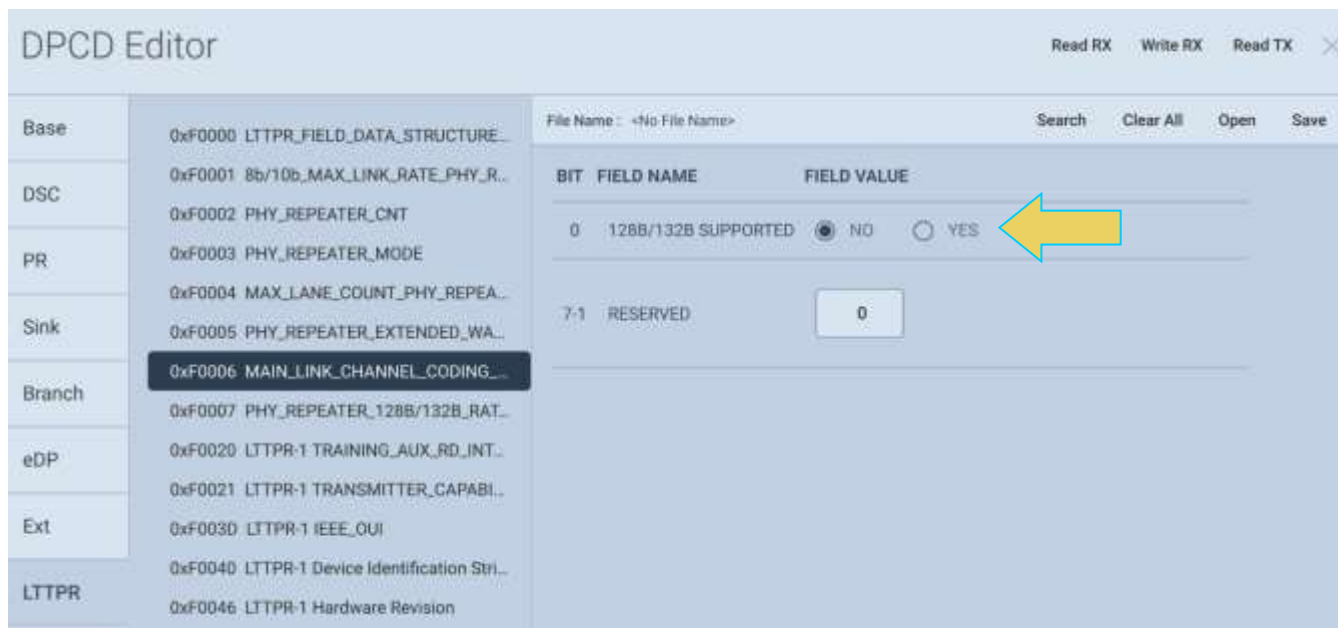 DPCD Editor
Read RX Write RX Read TX
Base
DSC
PR
Sink
Branch
eDP
Ext
LTTPR
0xF0000 LTTPR_FIELD_DATA_STRUCTURE...
0xF0001 8b/10b_MAX_LINK_RATE_PHY_R...
0xF0002 PHY_REPEATER_CNT
0xF0003 PHY_REPEATER_MODE
0xF0004 MAX_LANE_COUNT_PHY_REPEA...
0xF0005 PHY_REPEATER_EXTENDED_WA...
0xF0006 MAIN_LINK_CHANNEL_CODING_...
0xF0007 PHY_REPEATER_128B/132B_RAT...
0xF0020 LTTPR-1 TRAINING_AUX_RD_INT...
0xF0021 LTTPR-1 TRANSMITTER_CAPABI...
0xF003D LTTPR-1 IEEE_OUI
0xF0040 LTTPR-1 Device Identification Stri...
0xF0046 LTTPR-1 Hardware Revision
File Name : <No File Name>
Search Clear All Open Save
BIT FIELD NAME FIELD VALUE
0 128B/132B SUPPORTED NO YES
7-1 RESERVED 0